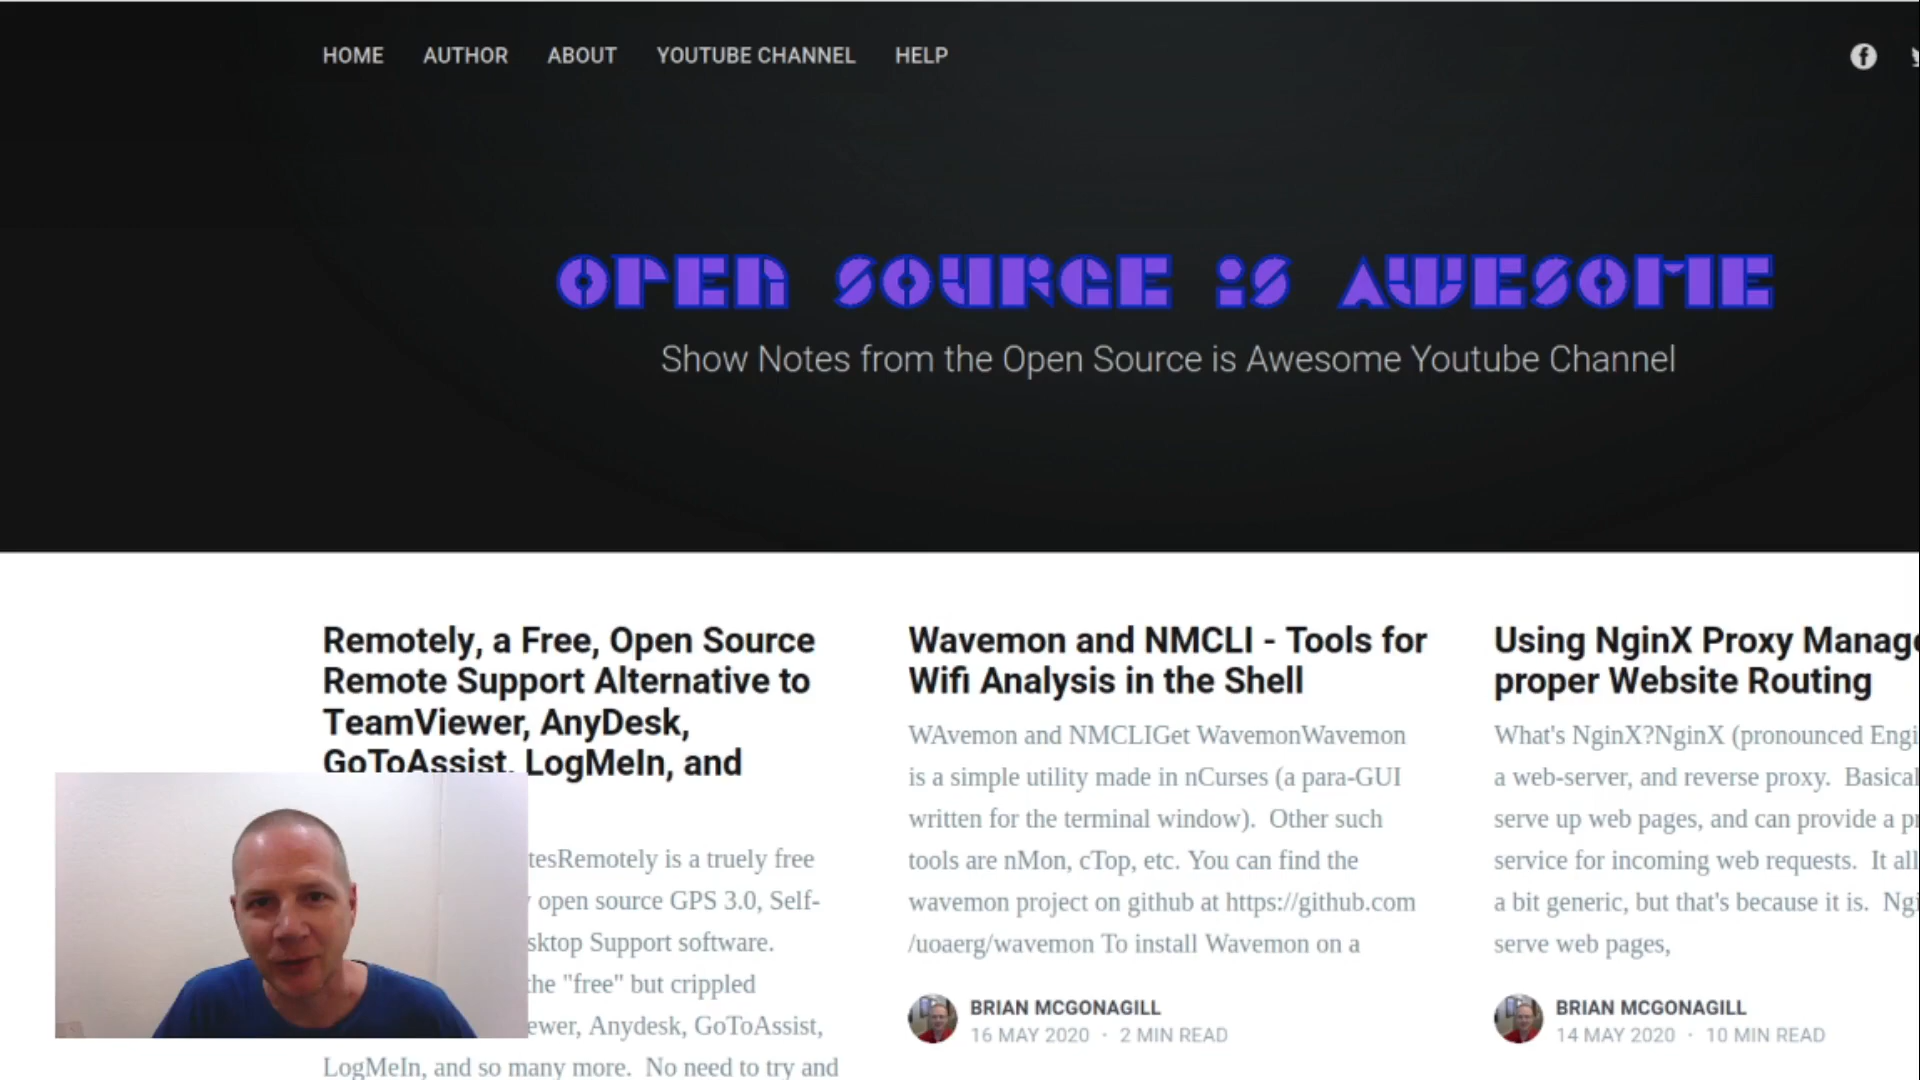 HOME AUTHOR ABOUT YOUTUBE CHANNEL HELP
OPEN SOURCE IS AWESOME
Show Notes from the Open Source is Awesome Youtube Channel
Remotely, a Free, Open Source
Remote Support Alternative to
TeamViewer, AnyDesk,
GoToAssist, LogMeIn, and
tesRemotely is a truely free
open source GPS 3.0, Self-
sktop Support software.
the "free" but crippled
ewer, Anydesk, GoToAssist,
LogMeIn, and so many more. No need to try and
Wavemon and NMCLI - Tools for
Wifi Analysis in the Shell
WAvemon and NMCLIGet WavemonWavemon
is a simple utility made in nCurses (a para-GUI
written for the terminal window). Other such
tools are nMon, cTop, etc. You can find the
wavemon project on github at https://github.com
/uoaerg/wavemon To install Wavemon on a
BRIAN MCGONAGILL
16 MAY 2020 · 2 MIN READ
Using NginX Proxy Manage
proper Website Routing
What's NginX?NginX (pronounced Engi
a web-server, and reverse proxy. Basical
serve up web pages, and can provide a pr
service for incoming web requests. It all
a bit generic, but that's because it is. Ngi
serve web pages,
BRIAN MCGONAGILL
14 MAY 2020 · 10 MIN READ